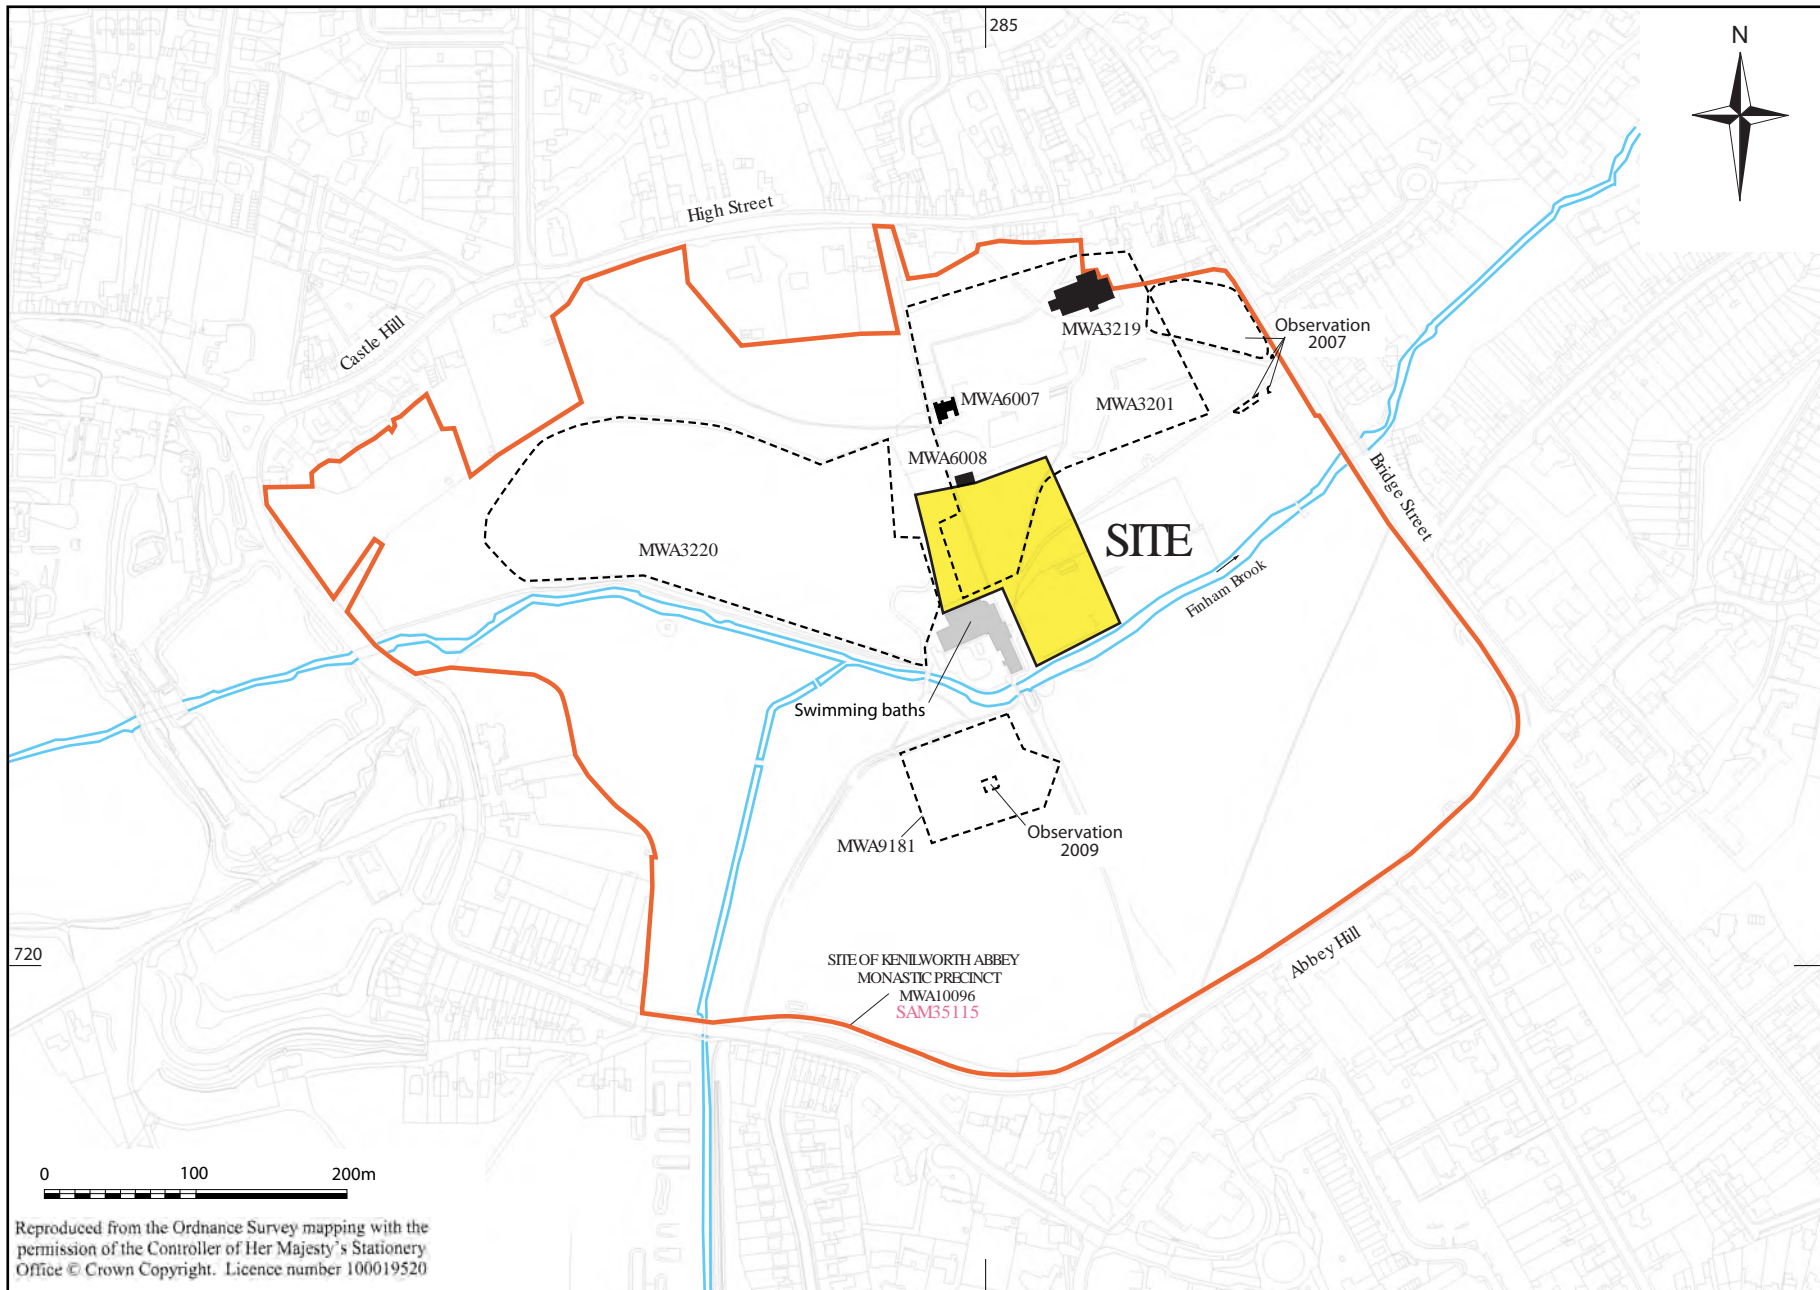 285
N
High Street
Castle Hill
MWA3219
Observation
2007
MWA6007
MWA3201
MWA6008
Bridge Street
SITE
MWA3220
Finham Brook
Swimming baths
MWA9181
Observation
2009
720
SITE OF KENILWORTH ABBEY
MONASTIC PRECINCT
MWA10096
SAM35115
Abbey Hill
0 100 200m
Reproduced from the Ordnance Survey mapping with the
permission of the Controller of Her Majesty's Stationery
Office © Crown Copyright. Licence number 100019520